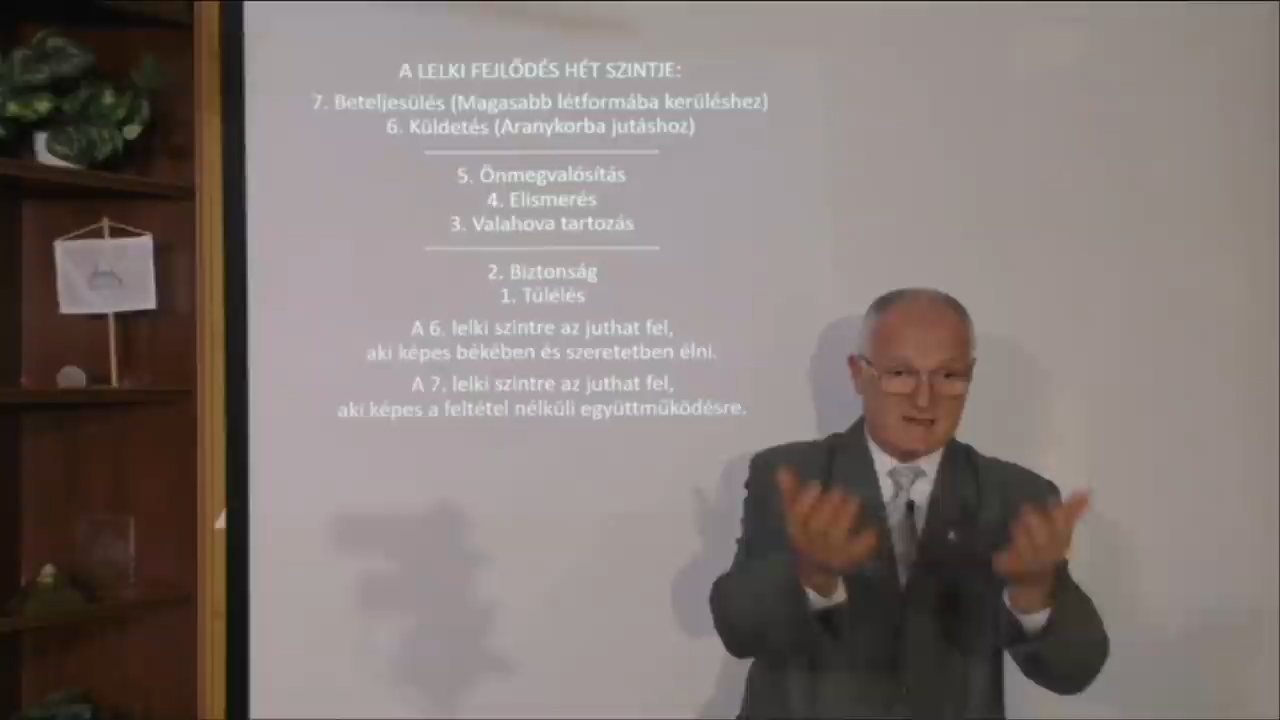 A LELKI FEJLŐDÉS HÉT SZINTJE:
7. Beteljesülés (Magasabb létformába kerüléshez)
6. Küldetés (Aranykorba jutáshoz)
5. Önmegvalósítás
4. Elismerés
3. Valahova tartozás
2. Biztonság
1. Túlélés
A 6. lelki szintre az juthat fel,
aki képes békében és szeretetben élni.
A 7. lelki szintre az juthat fel,
aki képes a feltétel nélküli együttműködésre.